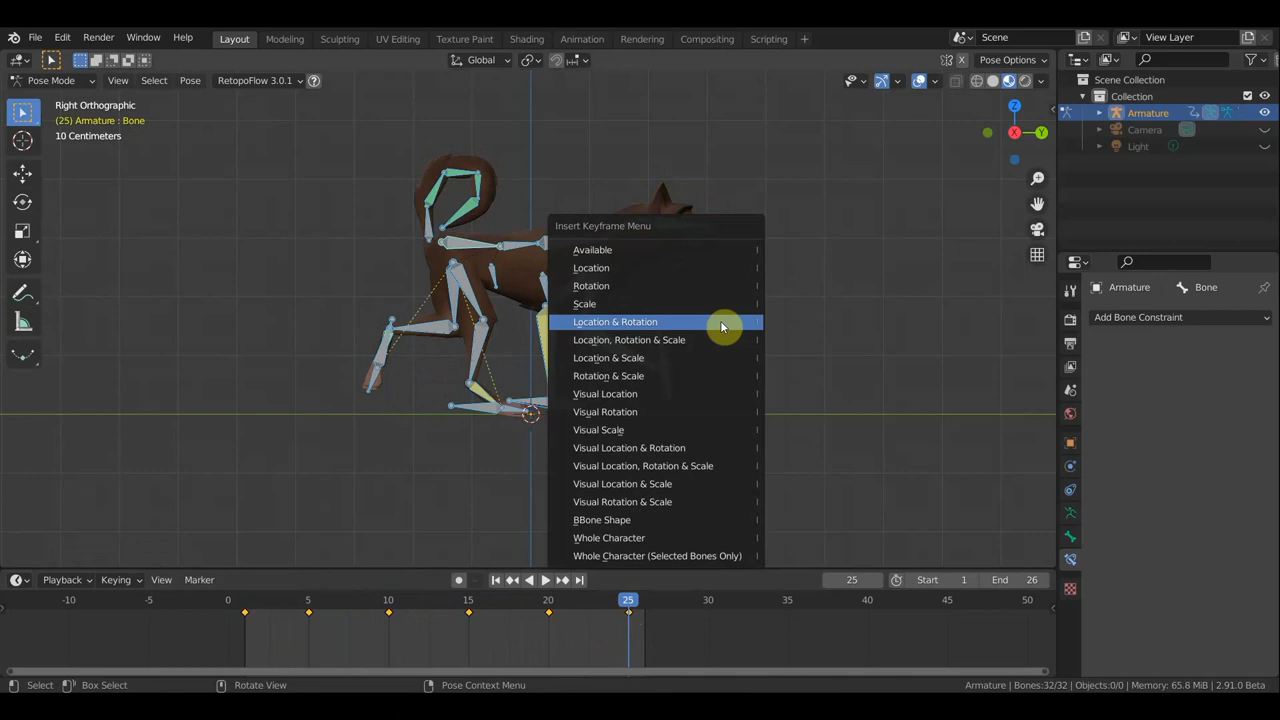 File Edit Render Window Help Layout Modeling Sculpting UV Editing Texture Paint Shading Animation Rendering Compositing Scripting + Scene View Layer
Global Pose Options
Pose Mode View Select Pose RetopoFlow 3.0.1 ?
Scene Collection
Collection
Armature
Camera
Light
Right Orthographic
(25) Armature : Bone
10 Centimeters
Z
X
Y
Insert Keyframe Menu
Available I
Location I
Rotation I
Scale I
Location & Rotation I
Location, Rotation & Scale I
Location & Scale I
Rotation & Scale I
Visual Location I
Visual Rotation I
Visual Scale I
Visual Location & Rotation I
Visual Location, Rotation & Scale I
Visual Location & Scale I
Visual Rotation & Scale I
BBone Shape I
Whole Character I
Whole Character (Selected Bones Only) I
Armature Bone
Add Bone Constraint
Playback Keying View Marker 25 Start 1 End 26
-10 -5 0 5 10 15 20 25 30 35 40 45 50
Select Box Select Rotate View Pose Context Menu Armature | Bones:32/32 | Objects:0/0 | Memory: 65.8 MiB | 2.91.0 Beta